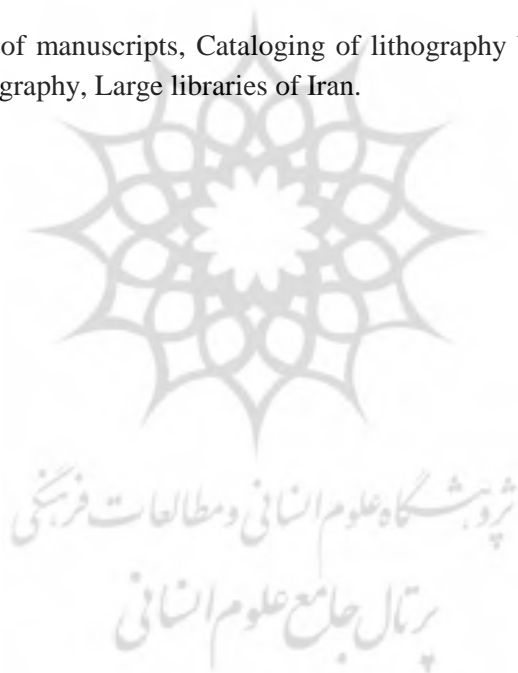 of manuscripts, Cataloging of lithography
graphy, Large libraries of Iran.
پژوهشگاه علوم انسانی و مطالعات فرهنگی
پرتال جامع علوم انسانی